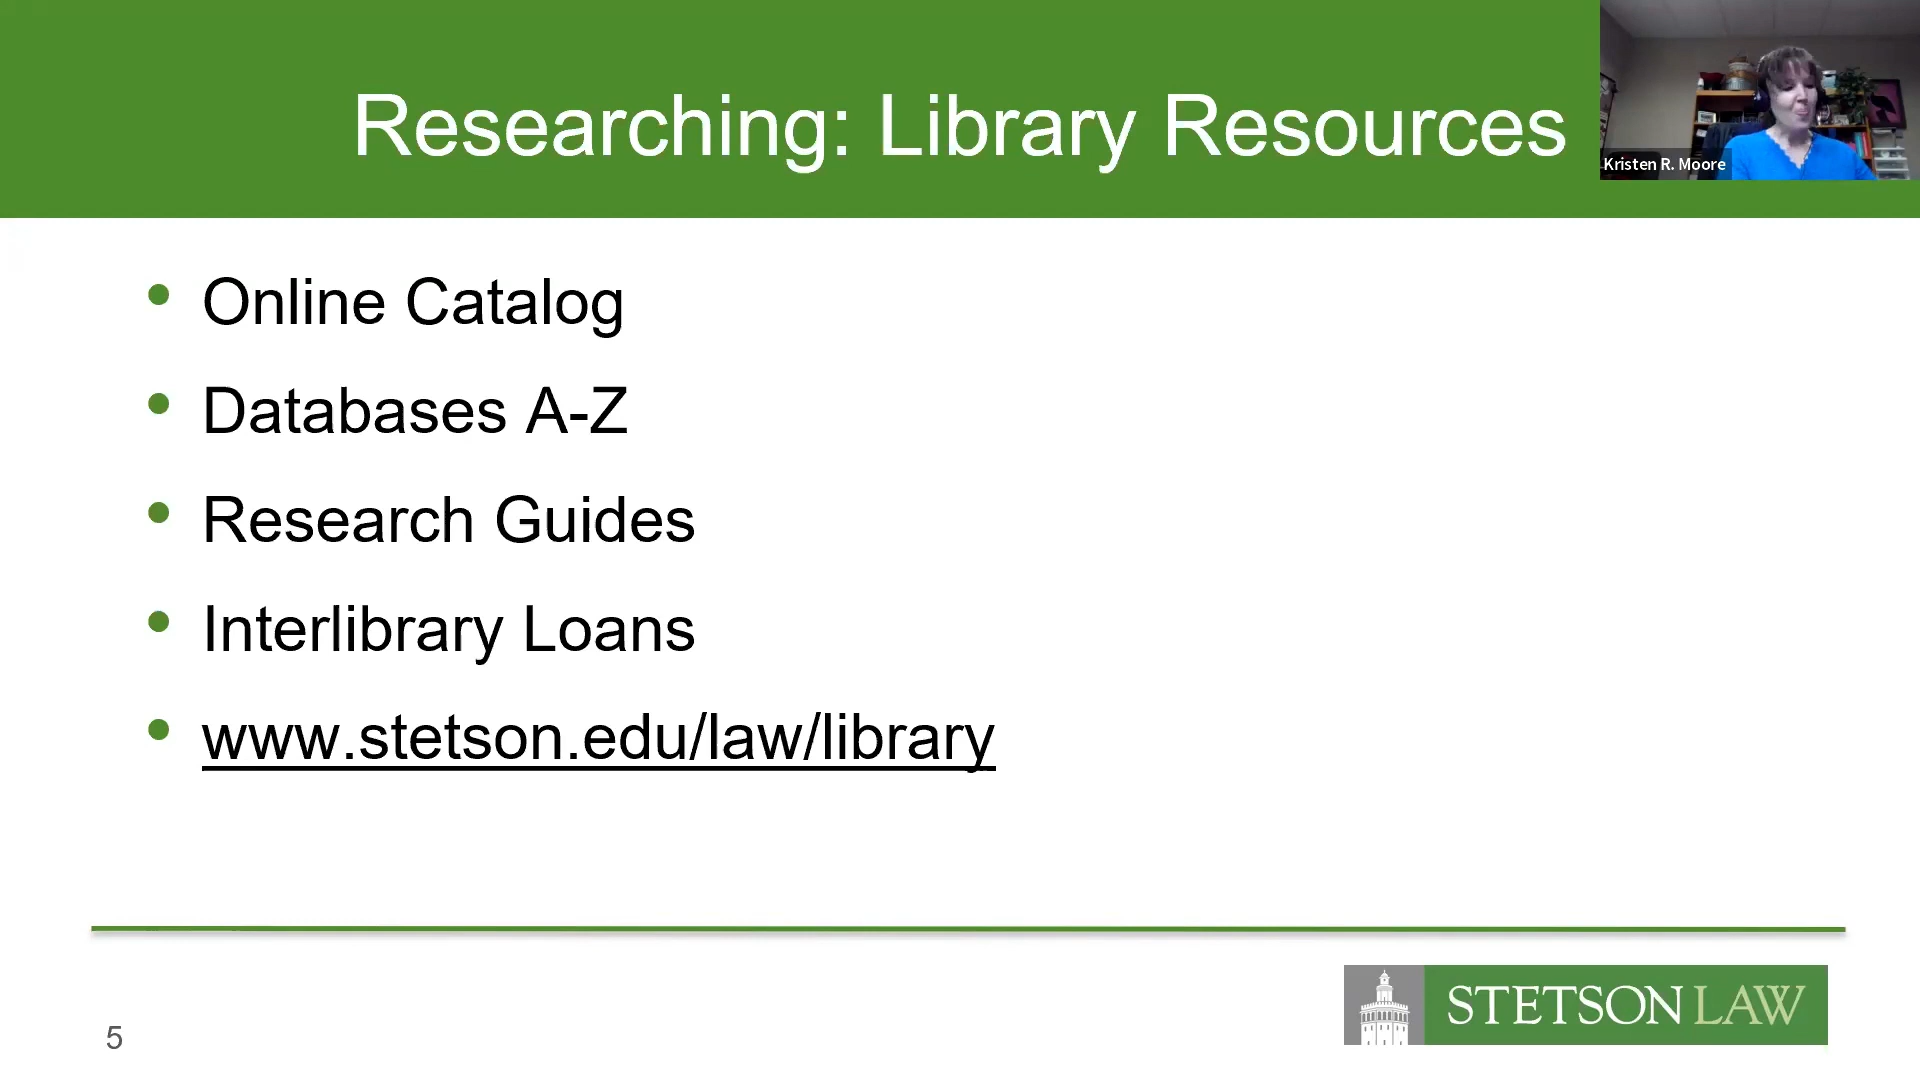 Researching: Library Resources
Kristen R. Moore
• Online Catalog
• Databases A-Z
• Research Guides
• Interlibrary Loans
• www.stetson.edu/law/library
STETSON LAW
5